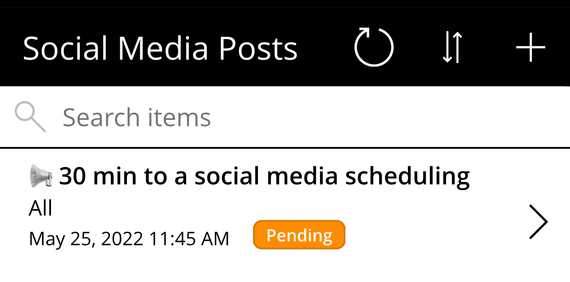 Social Media Posts
Search items
30 min to a social media scheduling
All
May 25, 2022 11:45 AM
Pending